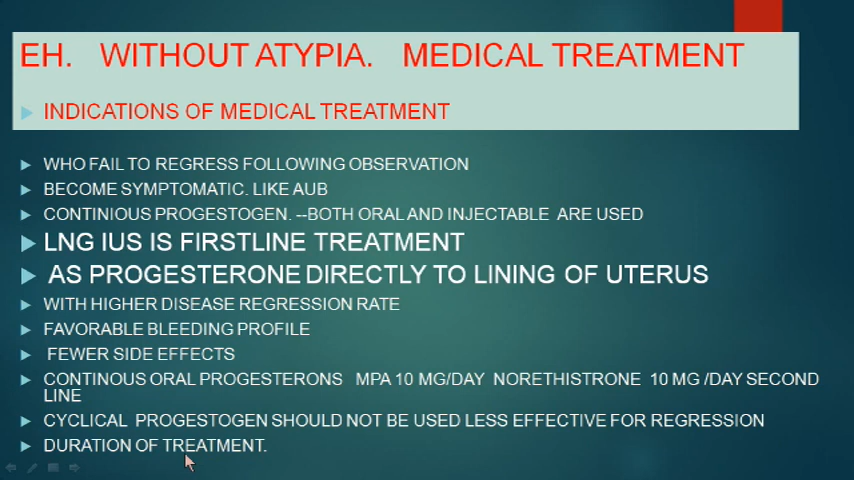 EH. WITHOUT ATYPIA. MEDICAL TREATMENT
INDICATIONS OF MEDICAL TREATMENT
WHO FAIL TO REGRESS FOLLOWING OBSERVATION
BECOME SYMPTOMATIC. LIKE AUB
CONTINIOUS PROGESTOGEN. --BOTH ORAL AND INJECTABLE ARE USED
LNG IUS IS FIRSTLINE TREATMENT
AS PROGESTERONE DIRECTLY TO LINING OF UTERUS
WITH HIGHER DISEASE REGRESSION RATE
FAVORABLE BLEEDING PROFILE
FEWER SIDE EFFECTS
CONTINOUS ORAL PROGESTERONS MPA 10 MG/DAY NORETHISTRONE 10 MG /DAY SECOND
LINE
CYCLICAL PROGESTOGEN SHOULD NOT BE USED LESS EFFECTIVE FOR REGRESSION
DURATION OF TREATMENT.